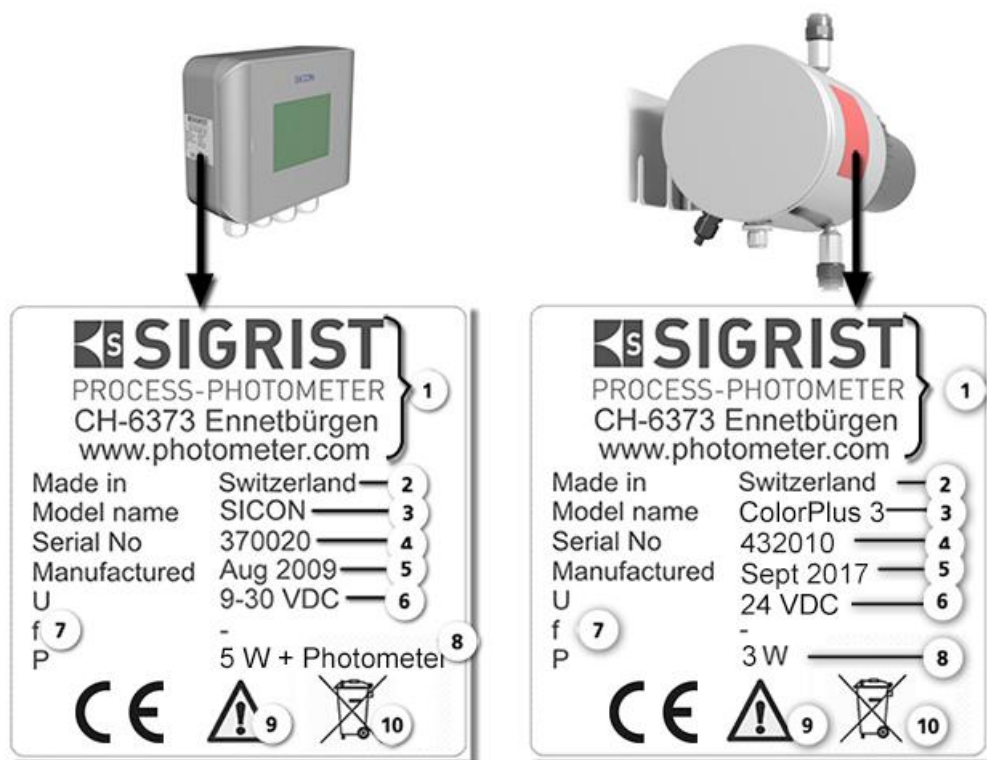 SICON
SIGRIST
SIGRIST
PROCESS-PHOTOMETER
CH-6373 Ennetbürgen
www.photometer.com
1
Made in Switzerland 2
Model name SICON 3
Serial No 370020 4
Manufactured Aug 2009 5
U 9-30 VDC 6
f 7 -
P 5 W + Photometer 8
CE 9 10
S SIGRIST
PROCESS-PHOTOMETER
CH-6373 Ennetbürgen
www.photometer.com
1
Made in Switzerland 2
Model name ColorPlus 3 3
Serial No 432010 4
Manufactured Sept 2017 5
U 24 VDC 6
f 7 -
P 3 W 8
CE 9 10